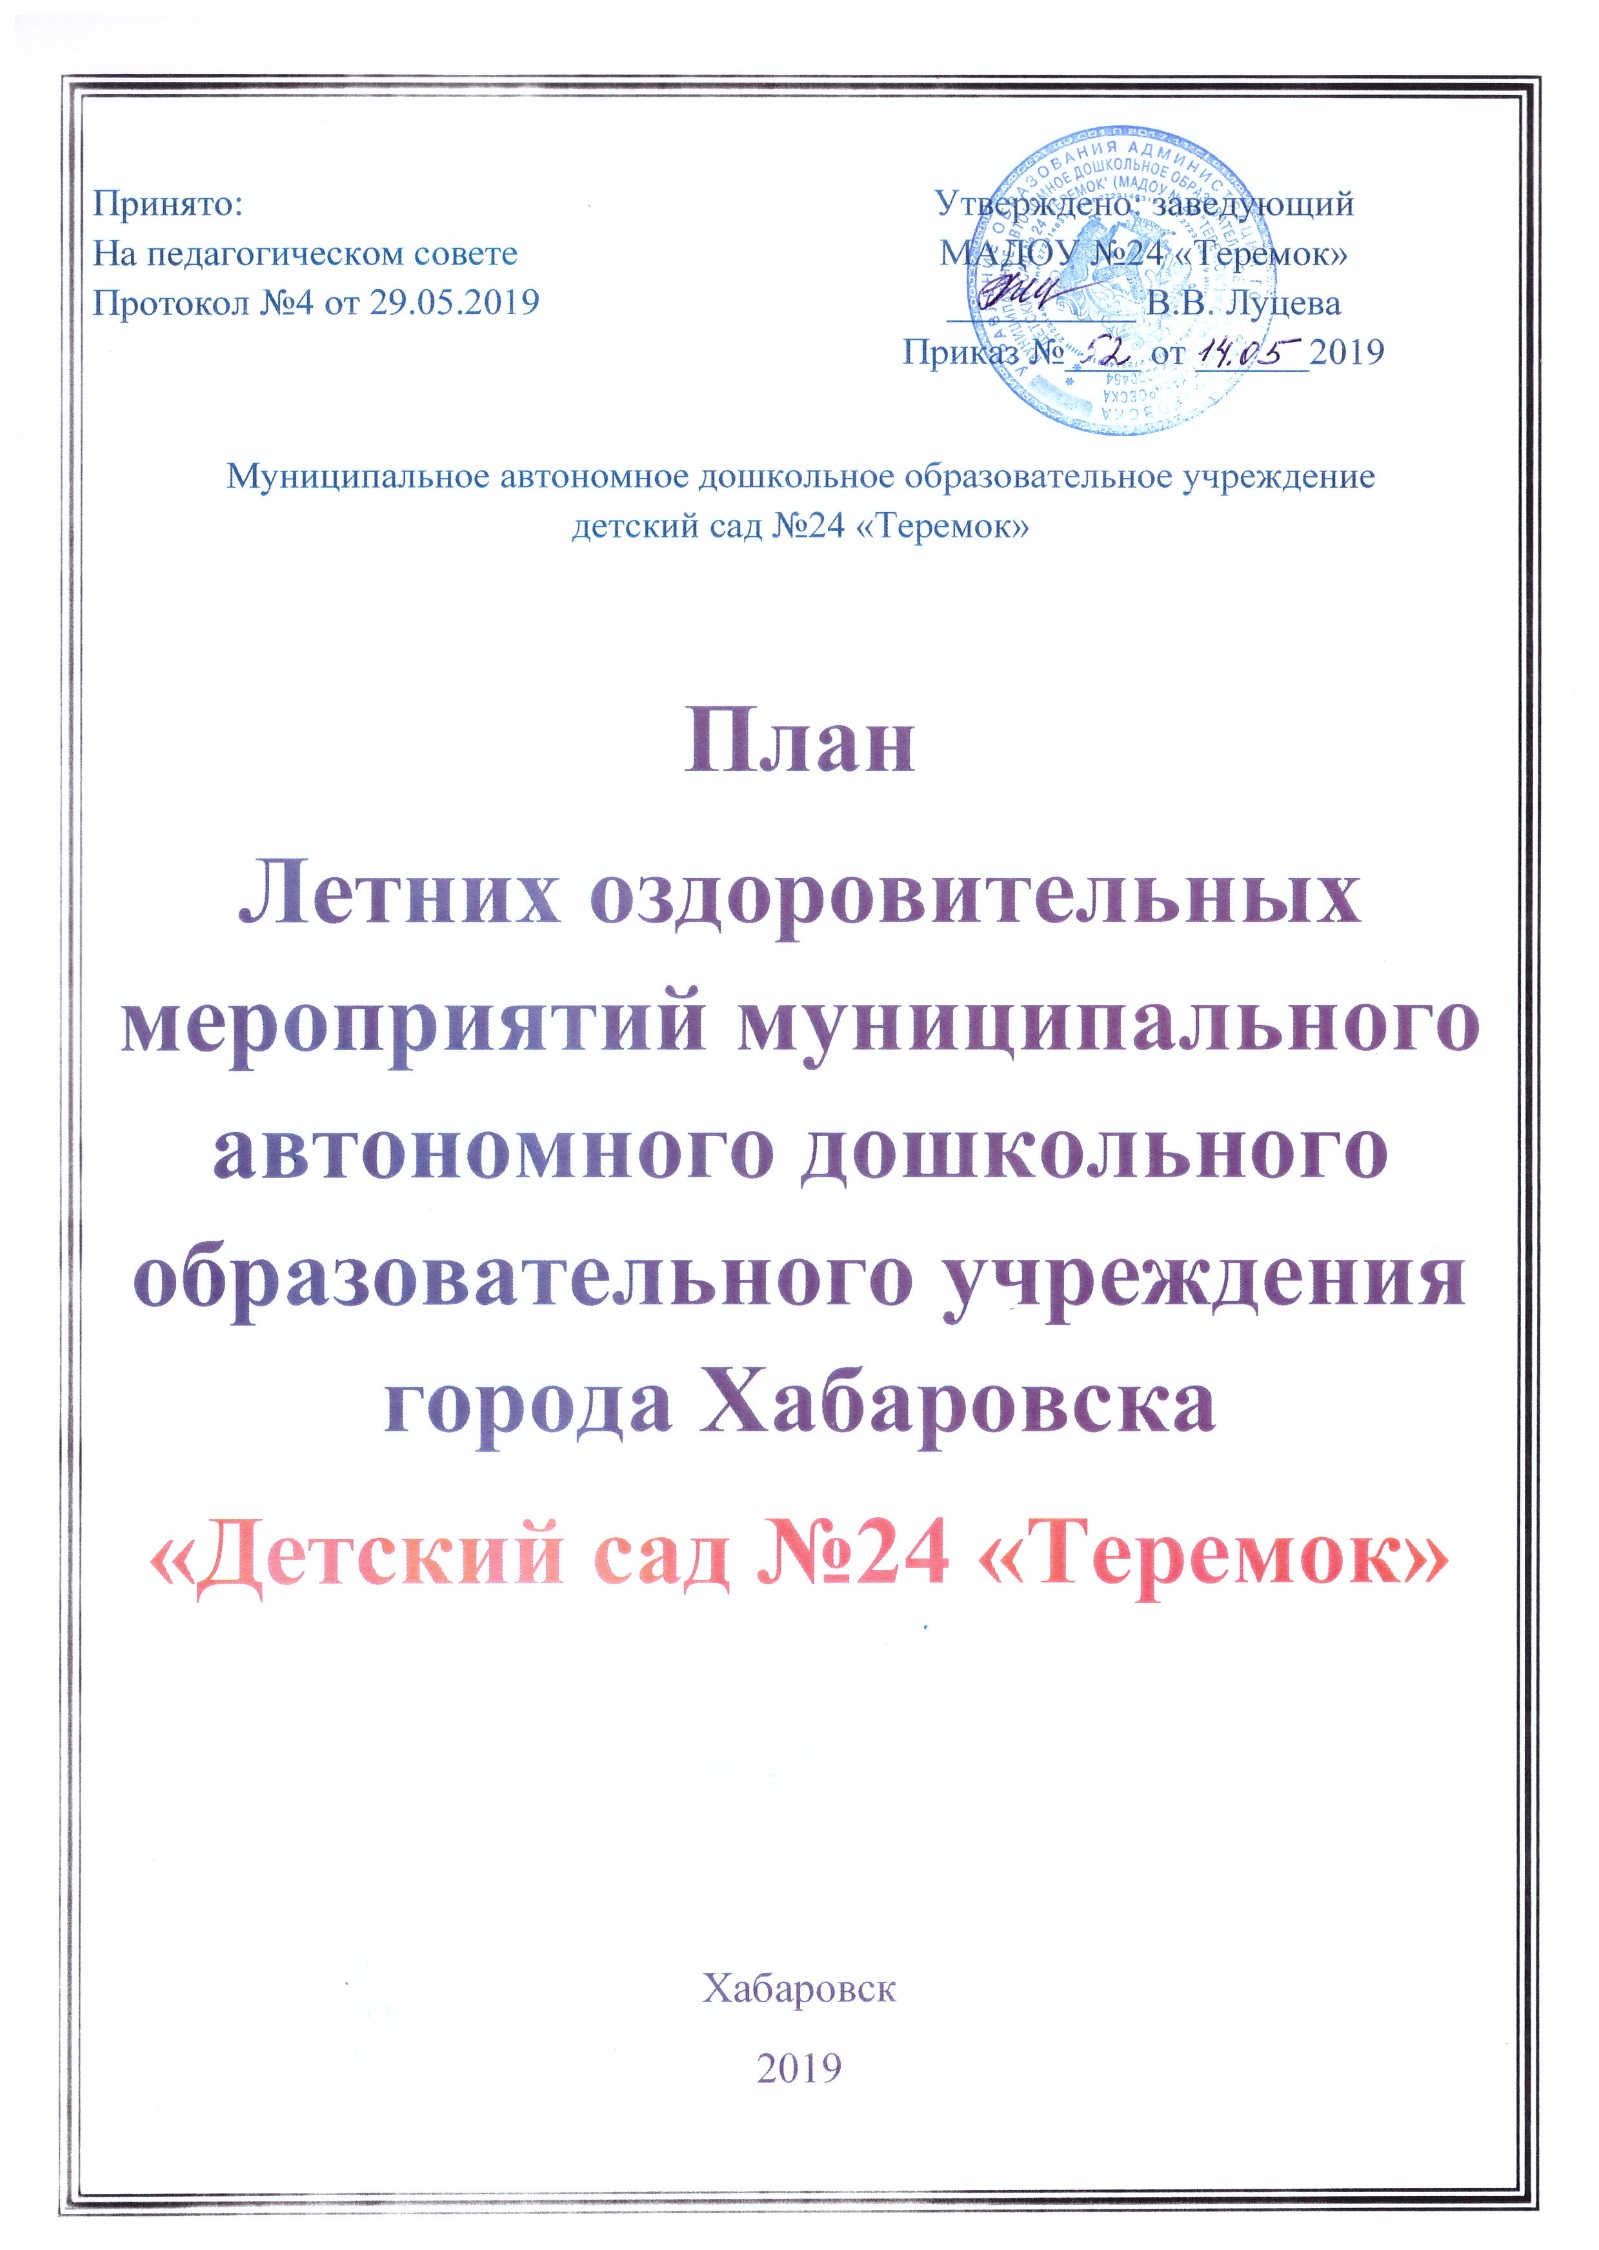 Принято:
На педагогическом совете
Протокол №4 от 29.05.2019
Утверждено: заведующий
МАДОУ №24 «Теремок»
__________ В.В. Луцева
Приказ № 52 от 14.05 2019
Муниципальное автономное дошкольное образовательное учреждение
детский сад №24 «Теремок»
План
Летних оздоровительных
мероприятий муниципального
автономного дошкольного
образовательного учреждения
города Хабаровска
«Детский сад №24 «Теремок»
Хабаровск
2019